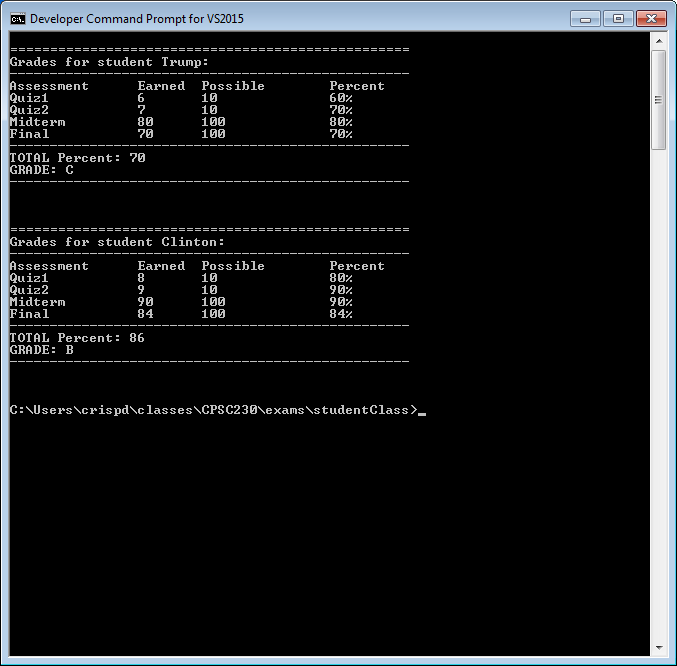 Developer Command Prompt for VS2015
==================================================
Grades for student Trump:
--------------------------------------------------
Assessment Earned Possible Percent
Quiz1 6 10 60%
Quiz2 7 10 70%
Midterm 80 100 80%
Final 70 100 70%
--------------------------------------------------
TOTAL Percent: 70
GRADE: C
--------------------------------------------------
==================================================
Grades for student Clinton:
--------------------------------------------------
Assessment Earned Possible Percent
Quiz1 8 10 80%
Quiz2 9 10 90%
Midterm 90 100 90%
Final 84 100 84%
--------------------------------------------------
TOTAL Percent: 86
GRADE: B
--------------------------------------------------
C:\Users\crispd\classes\CPSC230\exams\studentClass>_